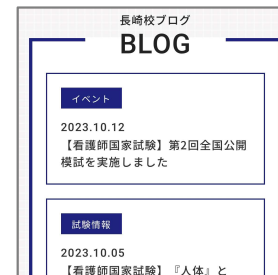 長崎校ブログ
BLOG
イベント
2023.10.12
【看護師国家試験】第2回全国公開
模試を実施しました
試験情報
2023.10.05
【看護師国家試験】『人体』と